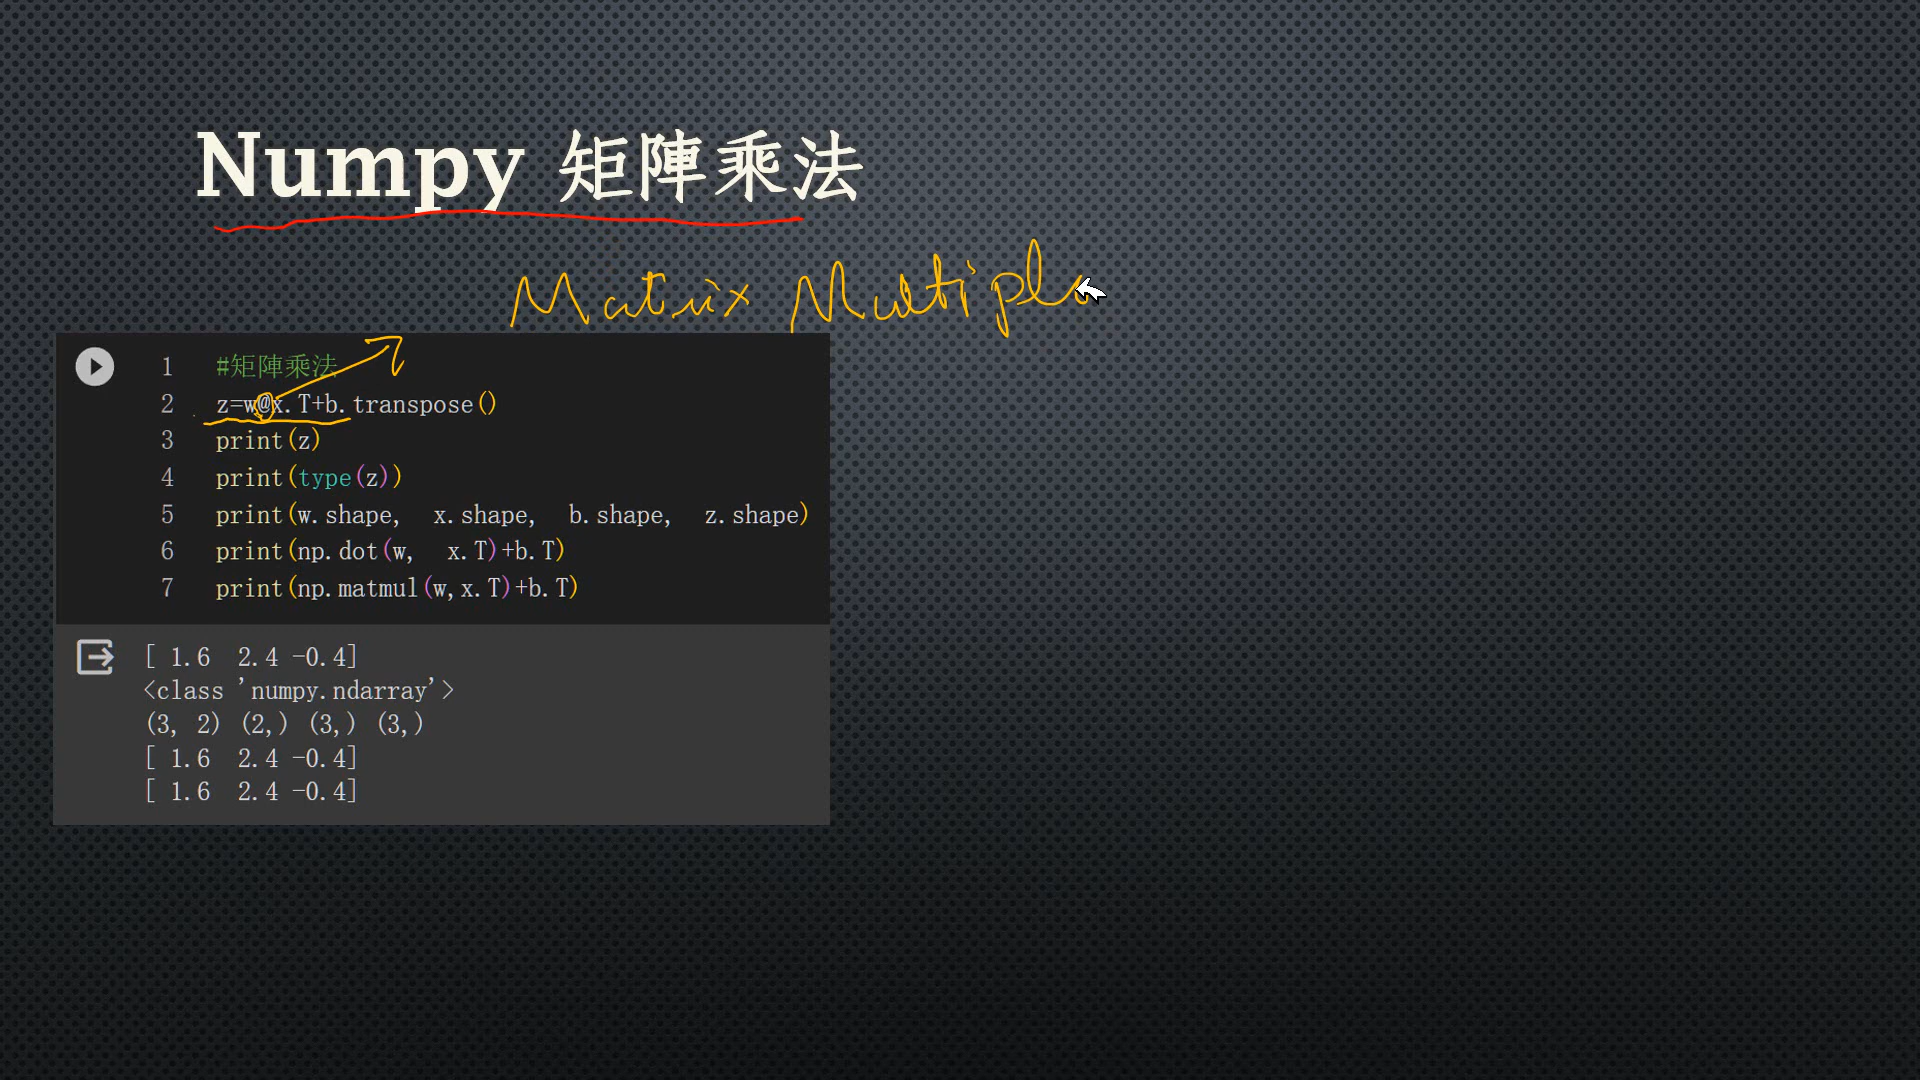 Numpy 矩陣乘法
Matrix Multipl
1 #矩陣乘法
2 z=w@x.T+b.transpose()
3 print(z)
4 print(type(z))
5 print(w.shape, x.shape, b.shape, z.shape)
6 print(np.dot(w, x.T)+b.T)
7 print(np.matmul(w,x.T)+b.T)
[ 1.6 2.4 -0.4]
<class 'numpy.ndarray'>
(3, 2) (2,) (3,) (3,)
[ 1.6 2.4 -0.4]
[ 1.6 2.4 -0.4]